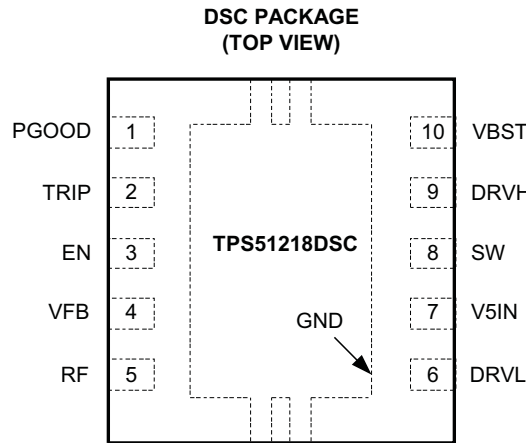 DSC PACKAGE
(TOP VIEW)
PGOOD 1 10 VBST
TRIP 2 9 DRVH
EN 3 TPS51218DSC 8 SW
VFB 4 7 V5IN
GND
RF 5 6 DRVL